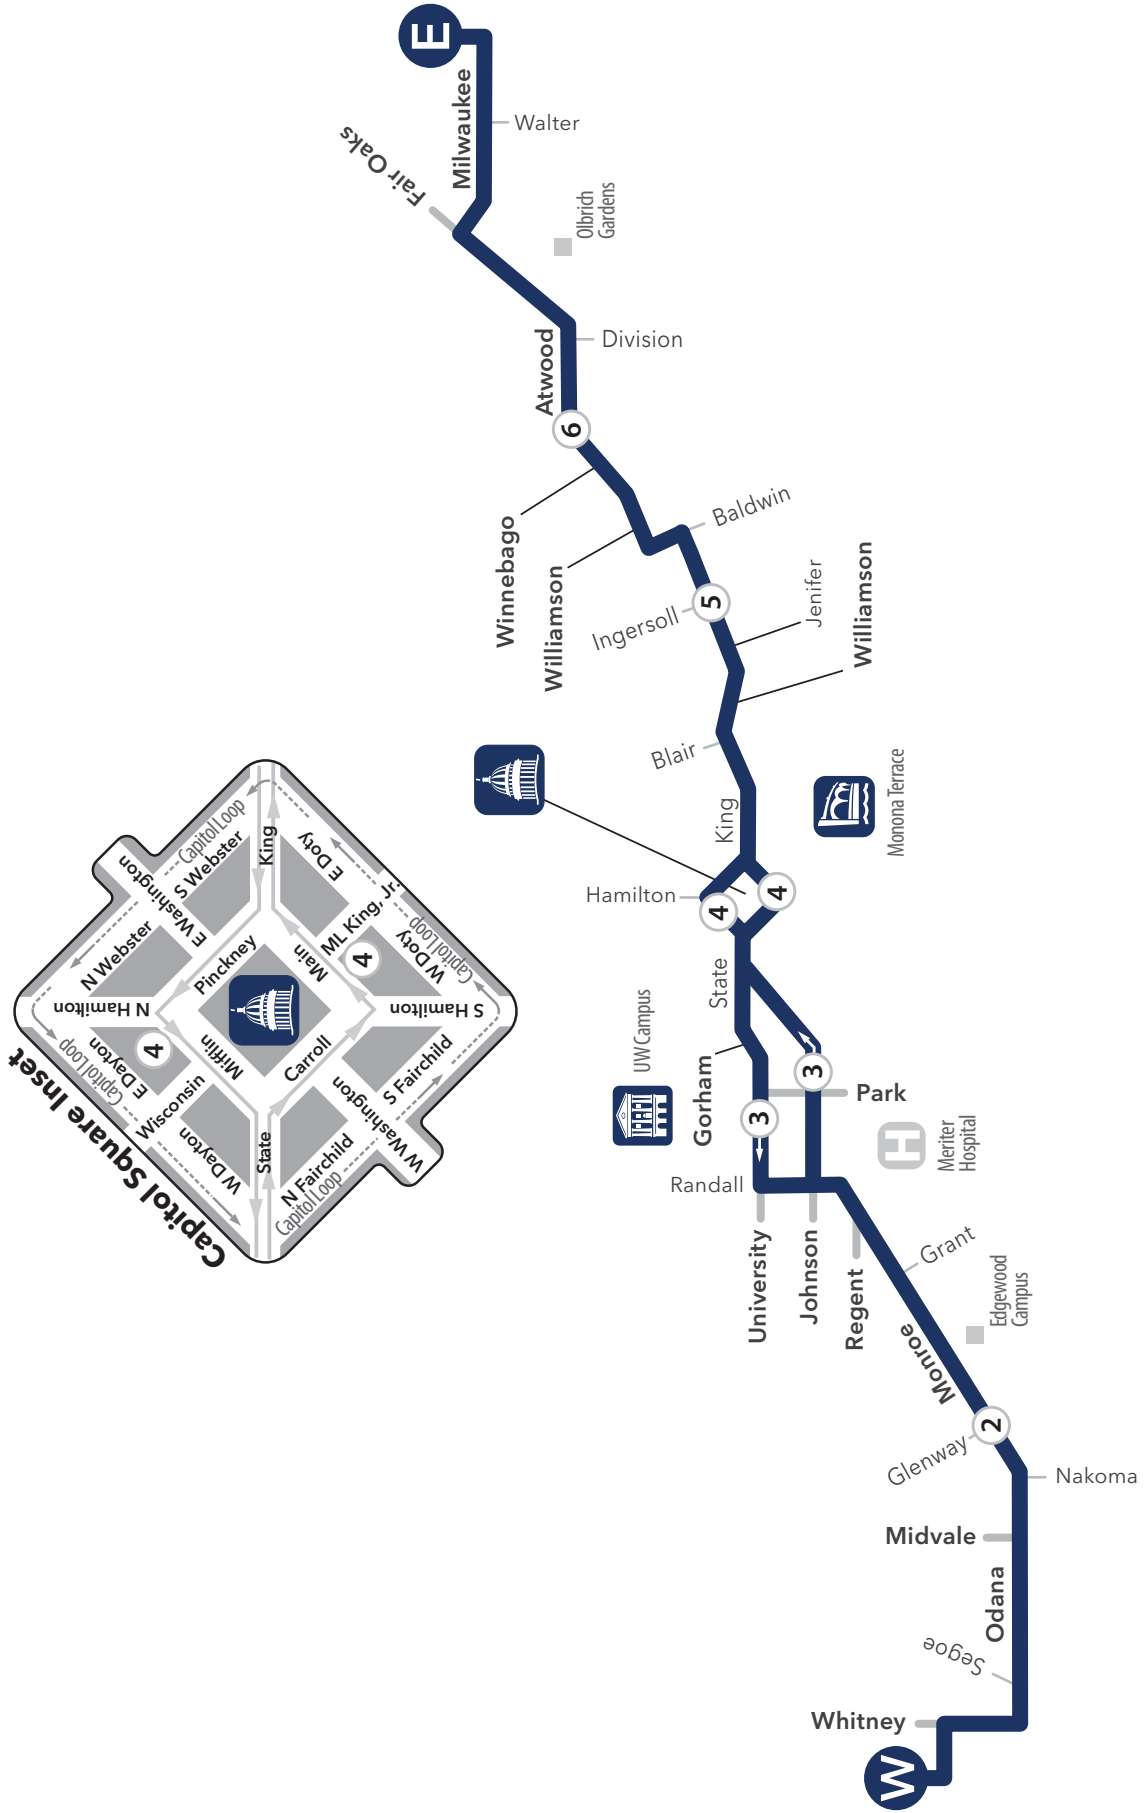 E
Milwaukee
Walter
Fair Oaks
Olbrich
Gardens
Atwood
Division
6
Winnebago
Williamson
Baldwin
Ingersoll
5
Jenifer
Williamson
Blair
King
Monona Terrace
Hamilton
4
4
State
UW Campus
Gorham
3
3
Park
Meriter
Hospital
H
Randall
University
Johnson
Regent
Grant
Edgewood
Campus
Monroe
Glenway
2
Nakoma
Midvale
Odana
Segoe
Whitney
W
Capitol Square Inset
Capitol Loop
S Webster
King
E Doty
E Washington
N Webster
Pinckney
Main
ML King, Jr.
4
W Doty
Capitol Loop
N Hamilton
S Hamilton
4
E Dayton
Capitol Loop
Mifflin
Carroll
Wisconsin
W Dayton
State
W Washington
S Fairchild
N Fairchild
Capitol Loop